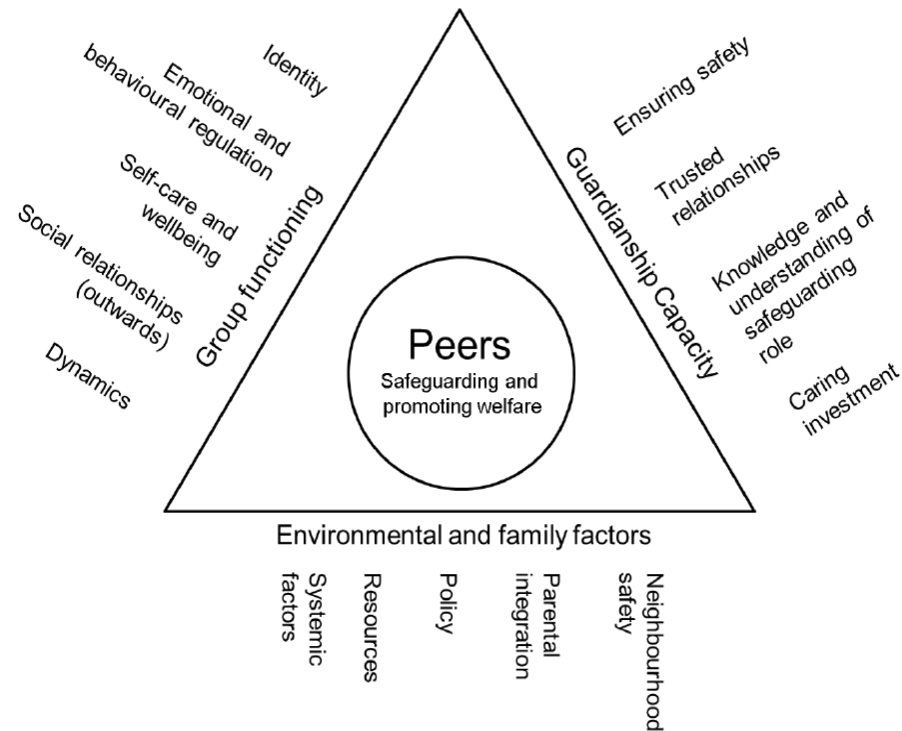 Identity
Emotional and
behavioural regulation
Self-care and
wellbeing
Social relationships
(outwards)
Dynamics
Group functioning
Ensuring safety
Trusted
relationships
Knowledge and
understanding of
safeguarding
role
Caring
investment
Guardianship Capacity
Peers
Safeguarding and
promoting welfare
Environmental and family factors
Systemic
factors
Resources
Policy
Parental
integration
Neighbourhood
safety